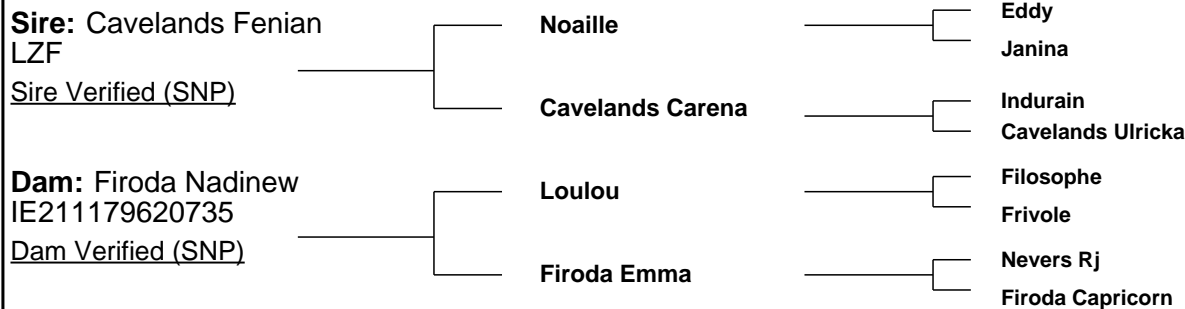 Sire: Cavelands Fenian
LZF
Sire Verified (SNP)
Noaille
Cavelands Carena
Eddy
Janina
Indurain
Cavelands Ulricka
Dam: Firoda Nadinew
IE211179620735
Dam Verified (SNP)
Loulou
Firoda Emma
Filosophe
Frivole
Nevers Rj
Firoda Capricorn